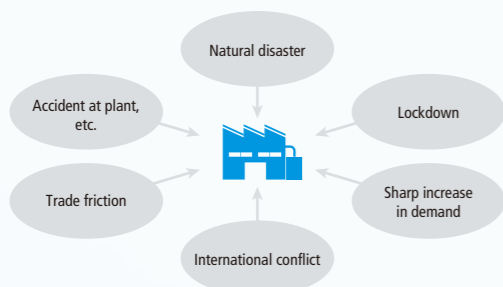 Natural disaster
Accident at plant,
etc.
Lockdown
Trade friction
Sharp increase
in demand
International conflict